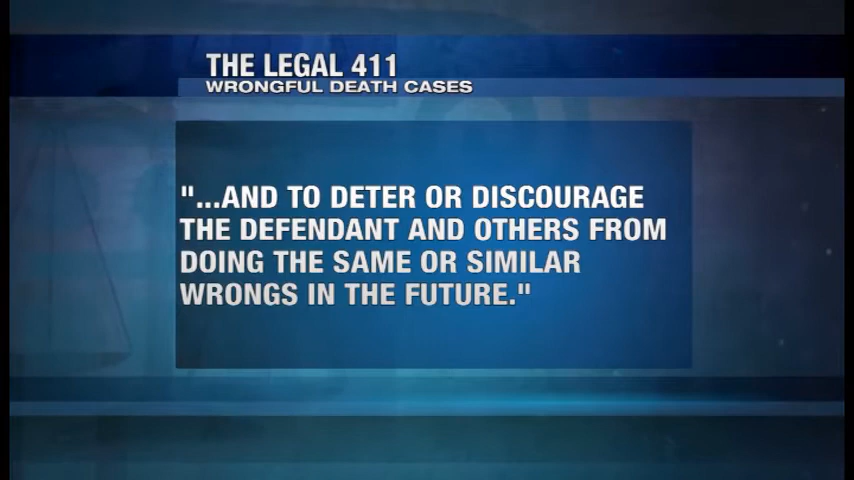 THE LEGAL 411
WRONGFUL DEATH CASES
"...AND TO DETER OR DISCOURAGE
THE DEFENDANT AND OTHERS FROM
DOING THE SAME OR SIMILAR
WRONGS IN THE FUTURE."